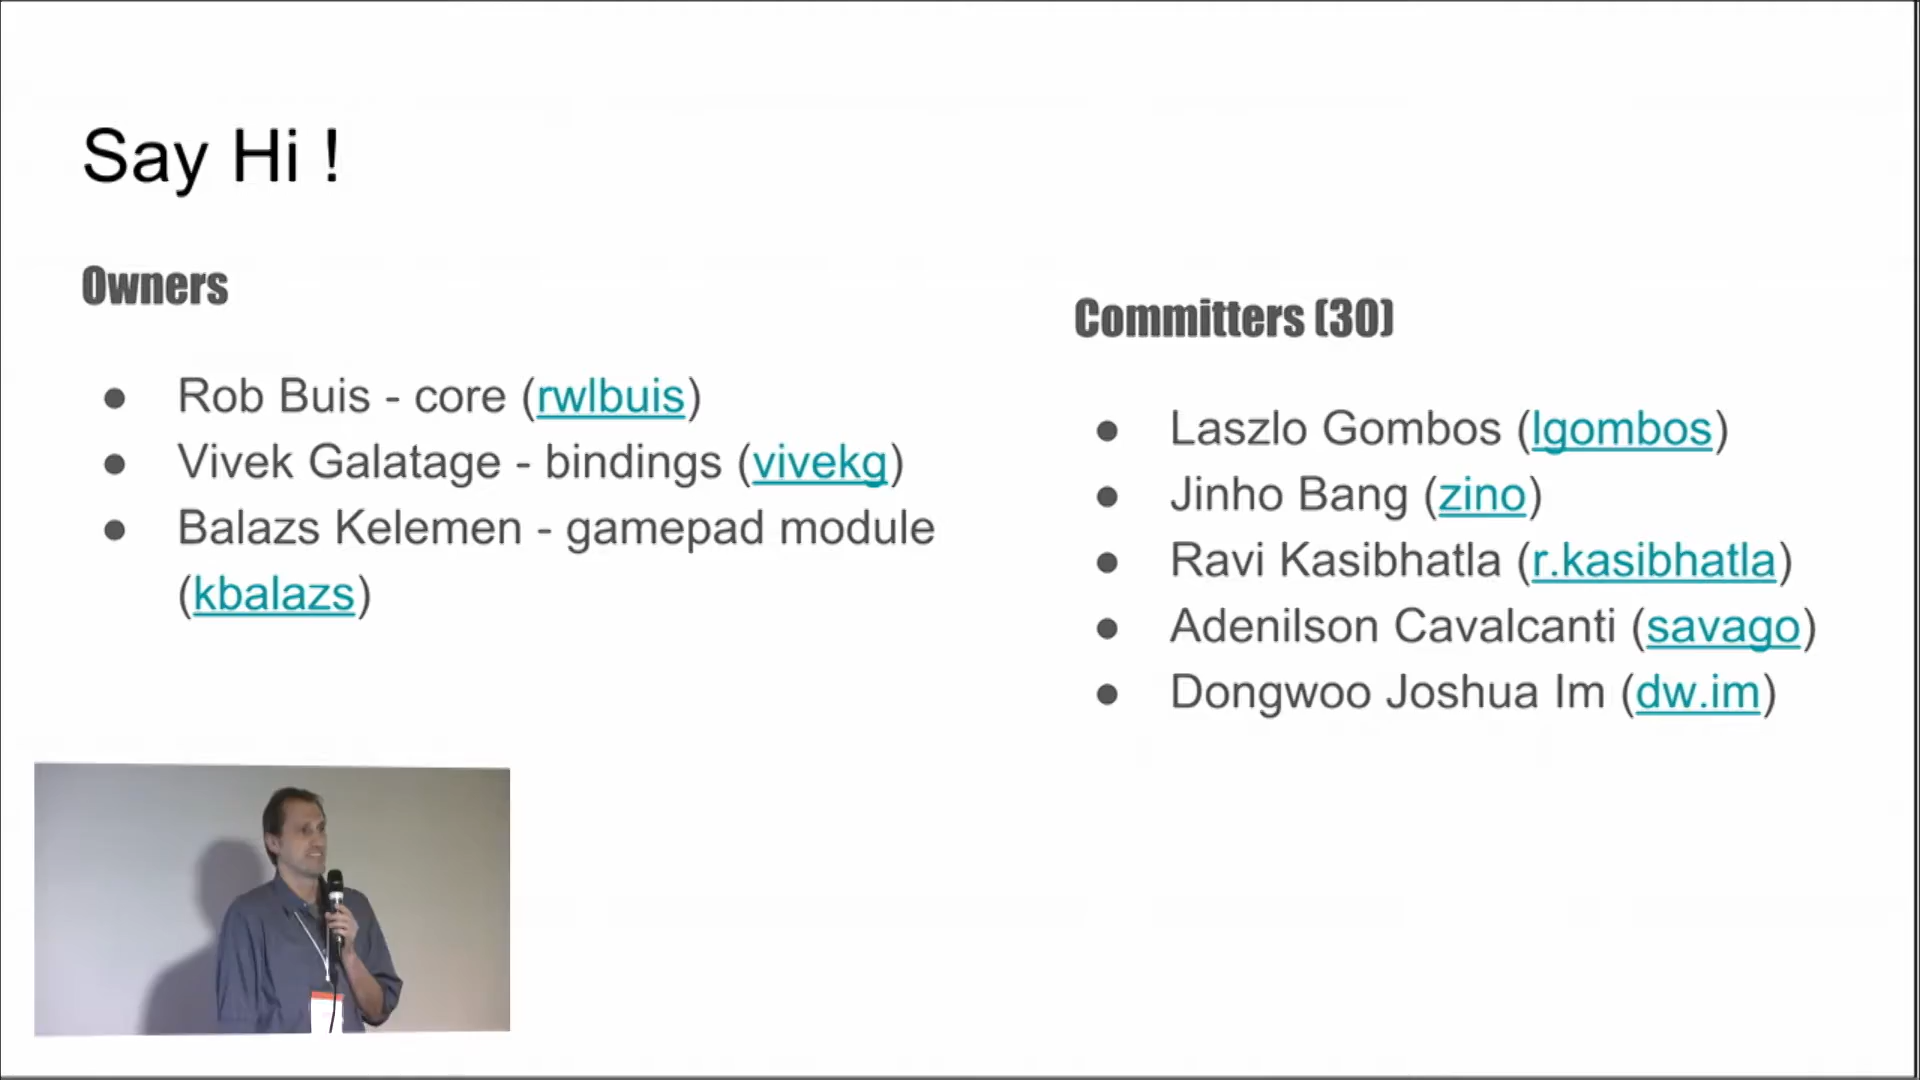 Say Hi !
Owners
● Rob Buis - core (rwlbuis)
● Vivek Galatage - bindings (vivekg)
● Balazs Kelemen - gamepad module
(kbalazs)
Committers (30)
● Laszlo Gombos (lgombos)
● Jinho Bang (zino)
● Ravi Kasibhatla (r.kasibhatla)
● Adenilson Cavalcanti (savago)
● Dongwoo Joshua Im (dw.im)